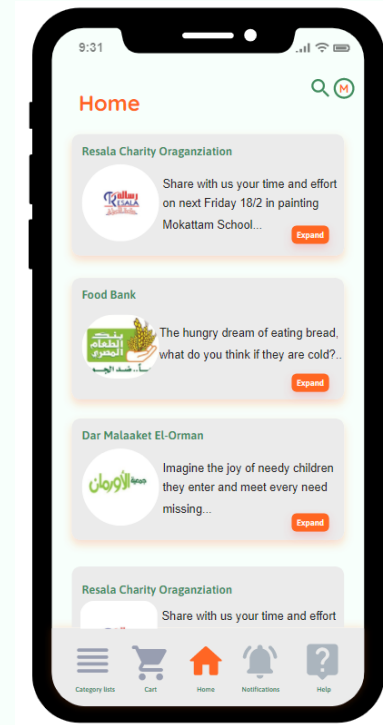 9:31
Home
M
Resala Charity Oraganziation
رسالة
RESALA
Share with us your time and effort
on next Friday 18/2 in painting
Mokattam School...
Expand
Food Bank
بنك
الطعام
المصري
The hungry dream of eating bread,
what do you think if they are cold?..
Expand
Dar Malaaket El-Orman
جمعية الأورمان
Imagine the joy of needy children
they enter and meet every need
missing...
Expand
Resala Charity Oraganziation
Share with us your time and effort
Category lists
Cart
Home
Notifications
Help